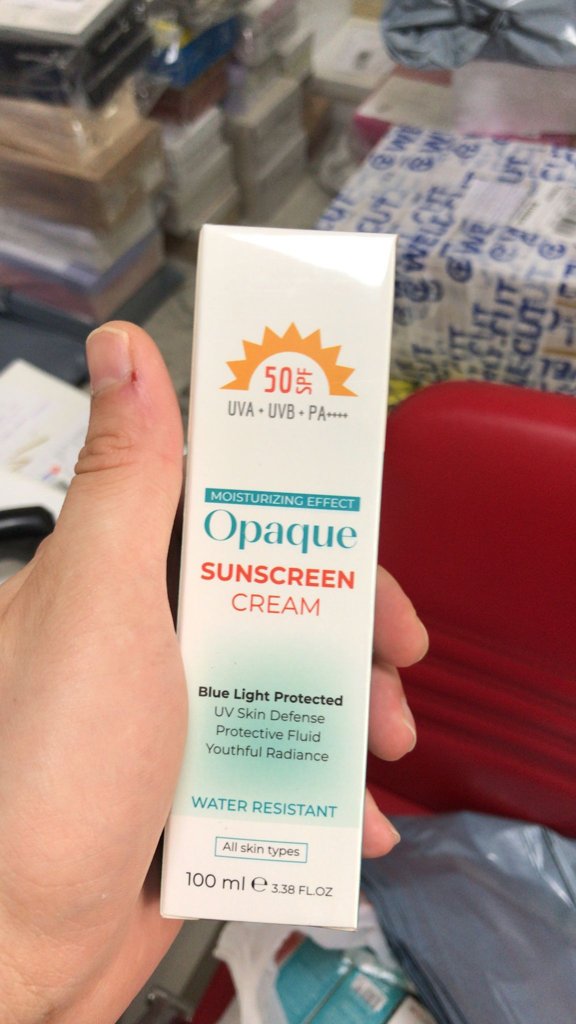 50 SPF
UVA + UVB + PA++++
MOISTURIZING EFFECT
Opaque
SUNSCREEN
CREAM
Blue Light Protected
UV Skin Defense
Protective Fluid
Youthful Radiance
WATER RESISTANT
All skin types
100 ml ℮ 3.38 FL.OZ